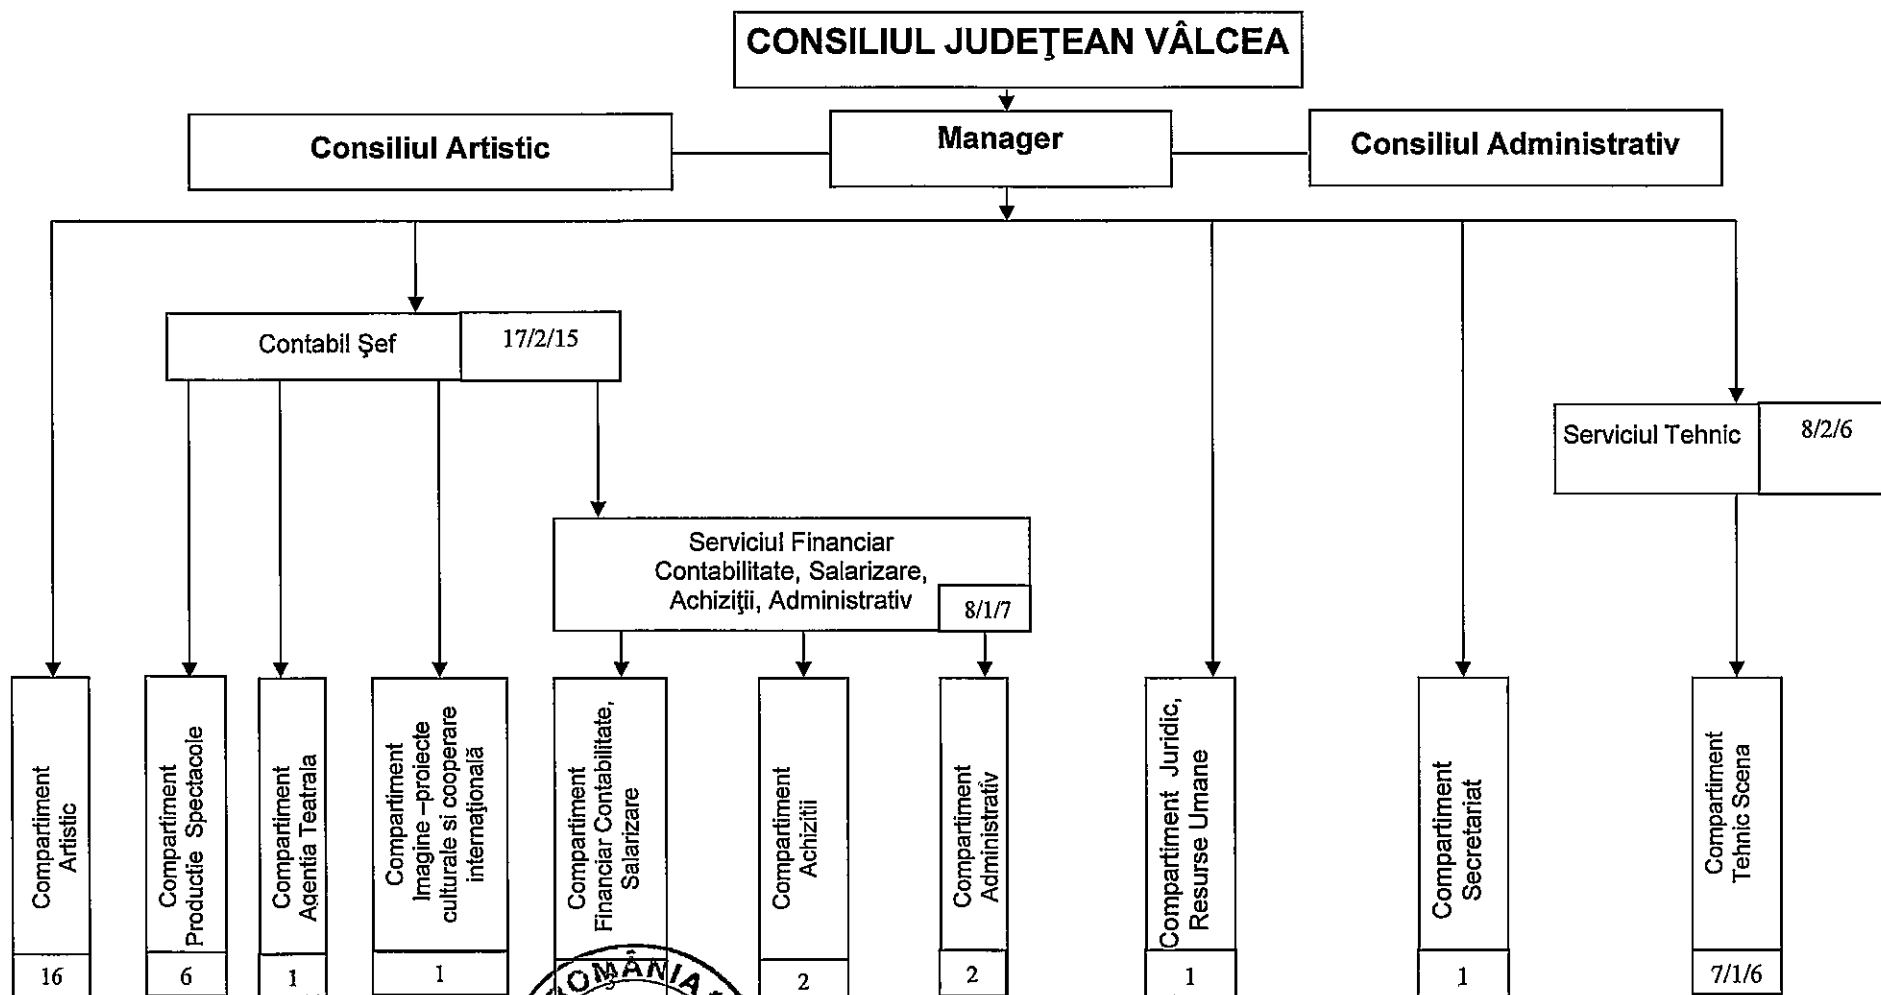 CONSILIUL JUDEŢEAN VÂLCEA
Consiliul Artistic
Manager
Consiliul Administrativ
Contabil Şef
17/2/15
Serviciul Tehnic
8/2/6
Serviciul Financiar
Contabilitate, Salarizare,
Achiziţii, Administrativ
8/1/7
Compartiment
Artistic
16
Compartiment
Productie Spectacole
6
Compartiment
Agentia Teatrala
1
Compartiment
Imagine –proiecte
culturale si cooperare
internaţională
1
Compartiment
Financiar Contabilitate,
Salarizare
Compartiment
Achizitii
2
Compartiment
Administrativ
2
Compartiment Juridic,
Resurse Umane
1
Compartiment
Secretariat
1
Compartiment
Tehnic Scena
7/1/6
ROMÂNIA